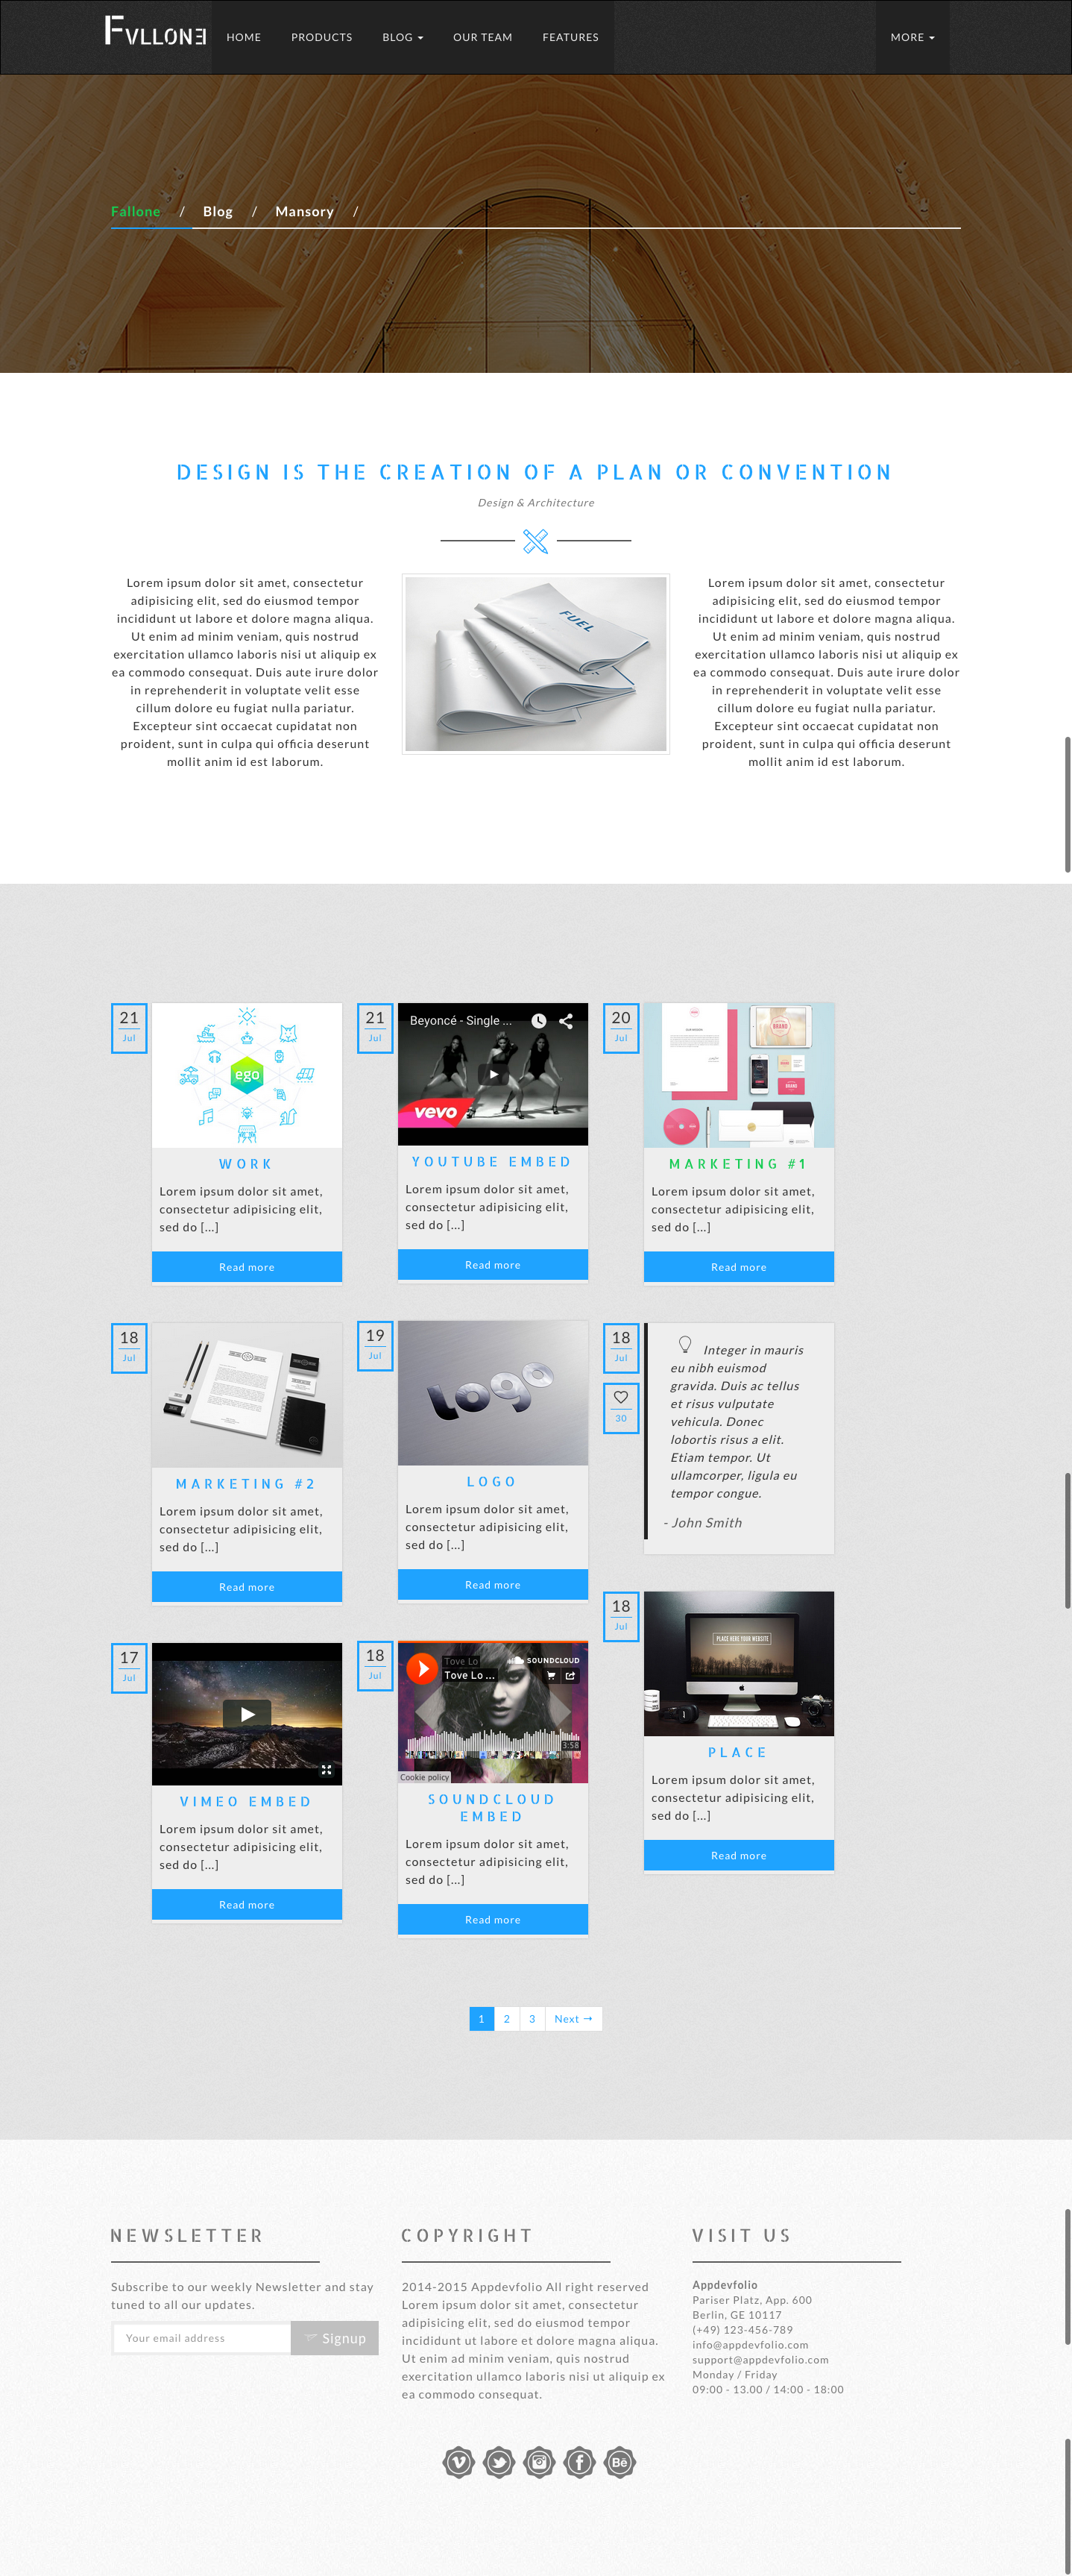 FVLLONE
HOME PRODUCTS BLOG OUR TEAM FEATURES MORE
Fallone / Blog / Mansory /
DESIGN IS THE CREATION OF A PLAN OR CONVENTION
Design & Architecture
Lorem ipsum dolor sit amet, consectetur
adipisicing elit, sed do eiusmod tempor
incididunt ut labore et dolore magna aliqua.
Ut enim ad minim veniam, quis nostrud
exercitation ullamco laboris nisi ut aliquip ex
ea commodo consequat. Duis aute irure dolor
in reprehenderit in voluptate velit esse
cillum dolore eu fugiat nulla pariatur.
Excepteur sint occaecat cupidatat non
proident, sunt in culpa qui officia deserunt
mollit anim id est laborum.
FUEL
Lorem ipsum dolor sit amet, consectetur
adipisicing elit, sed do eiusmod tempor
incididunt ut labore et dolore magna aliqua.
Ut enim ad minim veniam, quis nostrud
exercitation ullamco laboris nisi ut aliquip ex
ea commodo consequat. Duis aute irure dolor
in reprehenderit in voluptate velit esse
cillum dolore eu fugiat nulla pariatur.
Excepteur sint occaecat cupidatat non
proident, sunt in culpa qui officia deserunt
mollit anim id est laborum.
21
Jul
ego
WORK
Lorem ipsum dolor sit amet,
consectetur adipisicing elit,
sed do [...]
Read more
21
Jul
Beyoncé - Single ...
vevo
YOUTUBE EMBED
Lorem ipsum dolor sit amet,
consectetur adipisicing elit,
sed do [...]
Read more
20
Jul
BRAND
MARKETING #1
Lorem ipsum dolor sit amet,
consectetur adipisicing elit,
sed do [...]
Read more
18
Jul
MARKETING #2
Lorem ipsum dolor sit amet,
consectetur adipisicing elit,
sed do [...]
Read more
19
Jul
Logo
LOGO
Lorem ipsum dolor sit amet,
consectetur adipisicing elit,
sed do [...]
Read more
18
Jul
30
Integer in mauris
eu nibh euismod
gravida. Duis ac tellus
et risus vulputate
vehicula. Donec
lobortis risus a elit.
Etiam tempor. Ut
ullamcorper, ligula eu
tempor congue.
- John Smith
17
Jul
VIMEO EMBED
Lorem ipsum dolor sit amet,
consectetur adipisicing elit,
sed do [...]
Read more
18
Jul
Tove Lo
SOUNDCLOUD
Tove Lo ...
3:58
Cookie policy
SOUNDCLOUD
EMBED
Lorem ipsum dolor sit amet,
consectetur adipisicing elit,
sed do [...]
Read more
18
Jul
PLACE HERE YOUR WEBSITE
PLACE
Lorem ipsum dolor sit amet,
consectetur adipisicing elit,
sed do [...]
Read more
1 2 3 Next →
NEWSLETTER
Subscribe to our weekly Newsletter and stay
tuned to all our updates.
Your email address Signup
COPYRIGHT
2014-2015 Appdevfolio All right reserved
Lorem ipsum dolor sit amet, consectetur
adipisicing elit, sed do eiusmod tempor
incididunt ut labore et dolore magna aliqua.
Ut enim ad minim veniam, quis nostrud
exercitation ullamco laboris nisi ut aliquip ex
ea commodo consequat.
VISIT US
Appdevfolio
Pariser Platz, App. 600
Berlin, GE 10117
(+49) 123-456-789
info@appdevfolio.com
support@appdevfolio.com
Monday / Friday
09:00 - 13.00 / 14:00 - 18:00